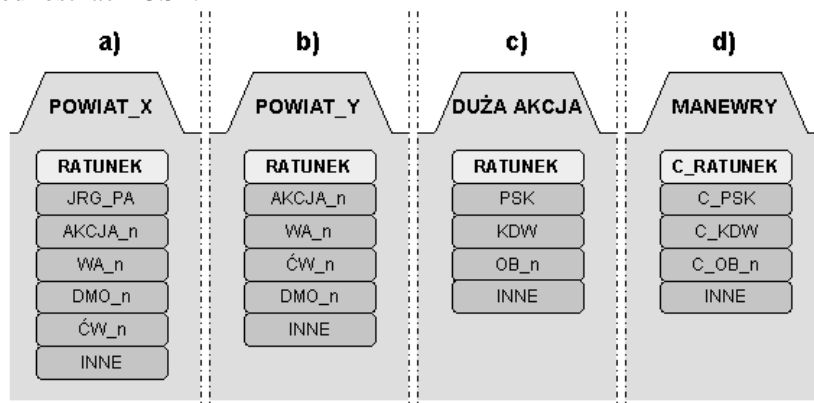 a)
b)
c)
d)
POWIAT_X
POWIAT_Y
DUŻA AKCJA
MANEWRY
RATUNEK
JRG_PA
AKCJA_n
WA_n
DMO_n
ĆW_n
INNE
RATUNEK
AKCJA_n
WA_n
ĆW_n
DMO_n
INNE
RATUNEK
PSK
KDW
OB_n
INNE
C_RATUNEK
C_PSK
C_KDW
C_OB_n
INNE